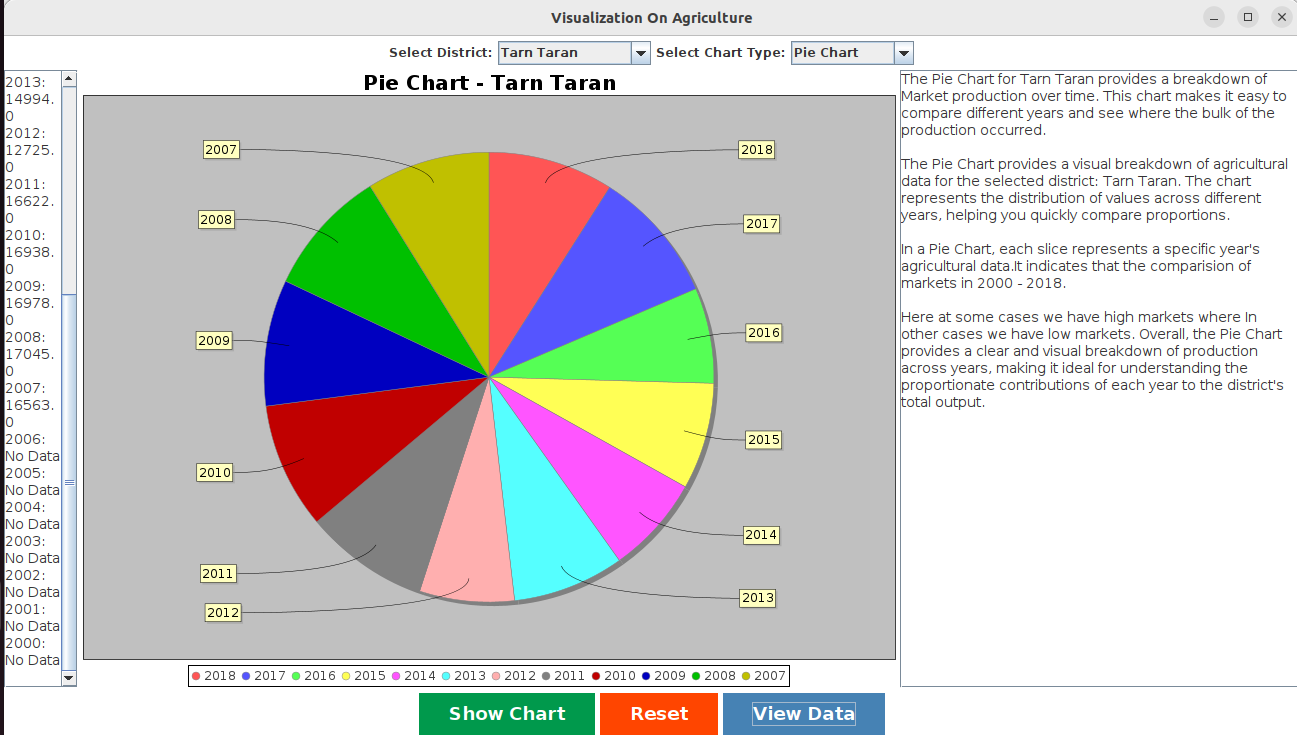 Visualization On Agriculture
Select District: Tarn Taran Select Chart Type: Pie Chart
2013:
14994.
0
2012:
12725.
0
2011:
16622.
0
2010:
16938.
0
2009:
16978.
0
2008:
17045.
0
2007:
16563.
0
2006:
No Data
2005:
No Data
2004:
No Data
2003:
No Data
2002:
No Data
2001:
No Data
2000:
No Data
Pie Chart - Tarn Taran
2007
2018
2008
2017
2009
2016
2015
2010
2014
2011
2013
2012
2018 2017 2016 2015 2014 2013 2012 2011 2010 2009 2008 2007
The Pie Chart for Tarn Taran provides a breakdown of
Market production over time. This chart makes it easy to
compare different years and see where the bulk of the
production occurred.
The Pie Chart provides a visual breakdown of agricultural
data for the selected district: Tarn Taran. The chart
represents the distribution of values across different
years, helping you quickly compare proportions.
In a Pie Chart, each slice represents a specific year's
agricultural data.It indicates that the comparision of
markets in 2000 - 2018.
Here at some cases we have high markets where In
other cases we have low markets. Overall, the Pie Chart
provides a clear and visual breakdown of production
across years, making it ideal for understanding the
proportionate contributions of each year to the district's
total output.
Show Chart Reset View Data